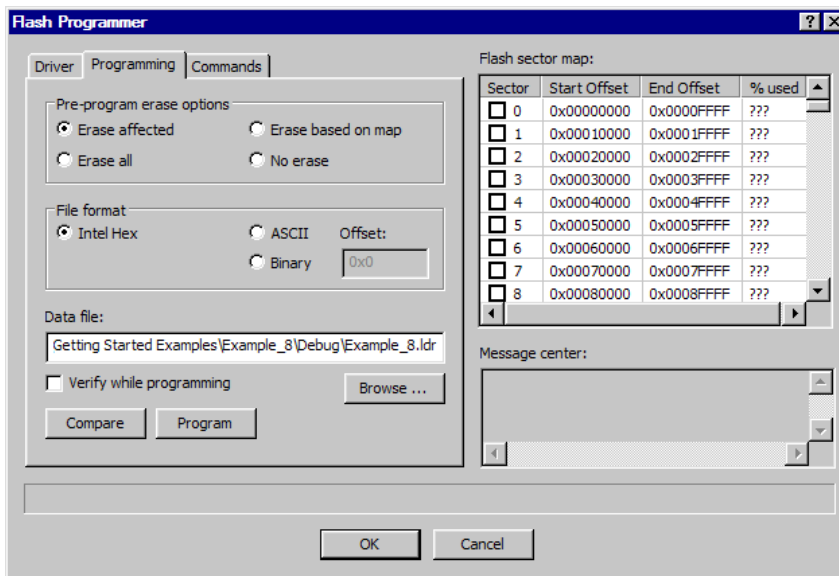 Flash Programmer
Driver Programming Commands
Pre-program erase options
Erase affected Erase based on map
Erase all No erase
File format
Intel Hex ASCII Offset:
Binary 0x0
Data file:
Getting Started Examples\Example_8\Debug\Example_8.ldr
Verify while programming
Browse ...
Compare Program
Flash sector map:
Sector Start Offset End Offset % used
0 0x00000000 0x0000FFFF ???
1 0x00010000 0x0001FFFF ???
2 0x00020000 0x0002FFFF ???
3 0x00030000 0x0003FFFF ???
4 0x00040000 0x0004FFFF ???
5 0x00050000 0x0005FFFF ???
6 0x00060000 0x0006FFFF ???
7 0x00070000 0x0007FFFF ???
8 0x00080000 0x0008FFFF ???
Message center:
OK Cancel